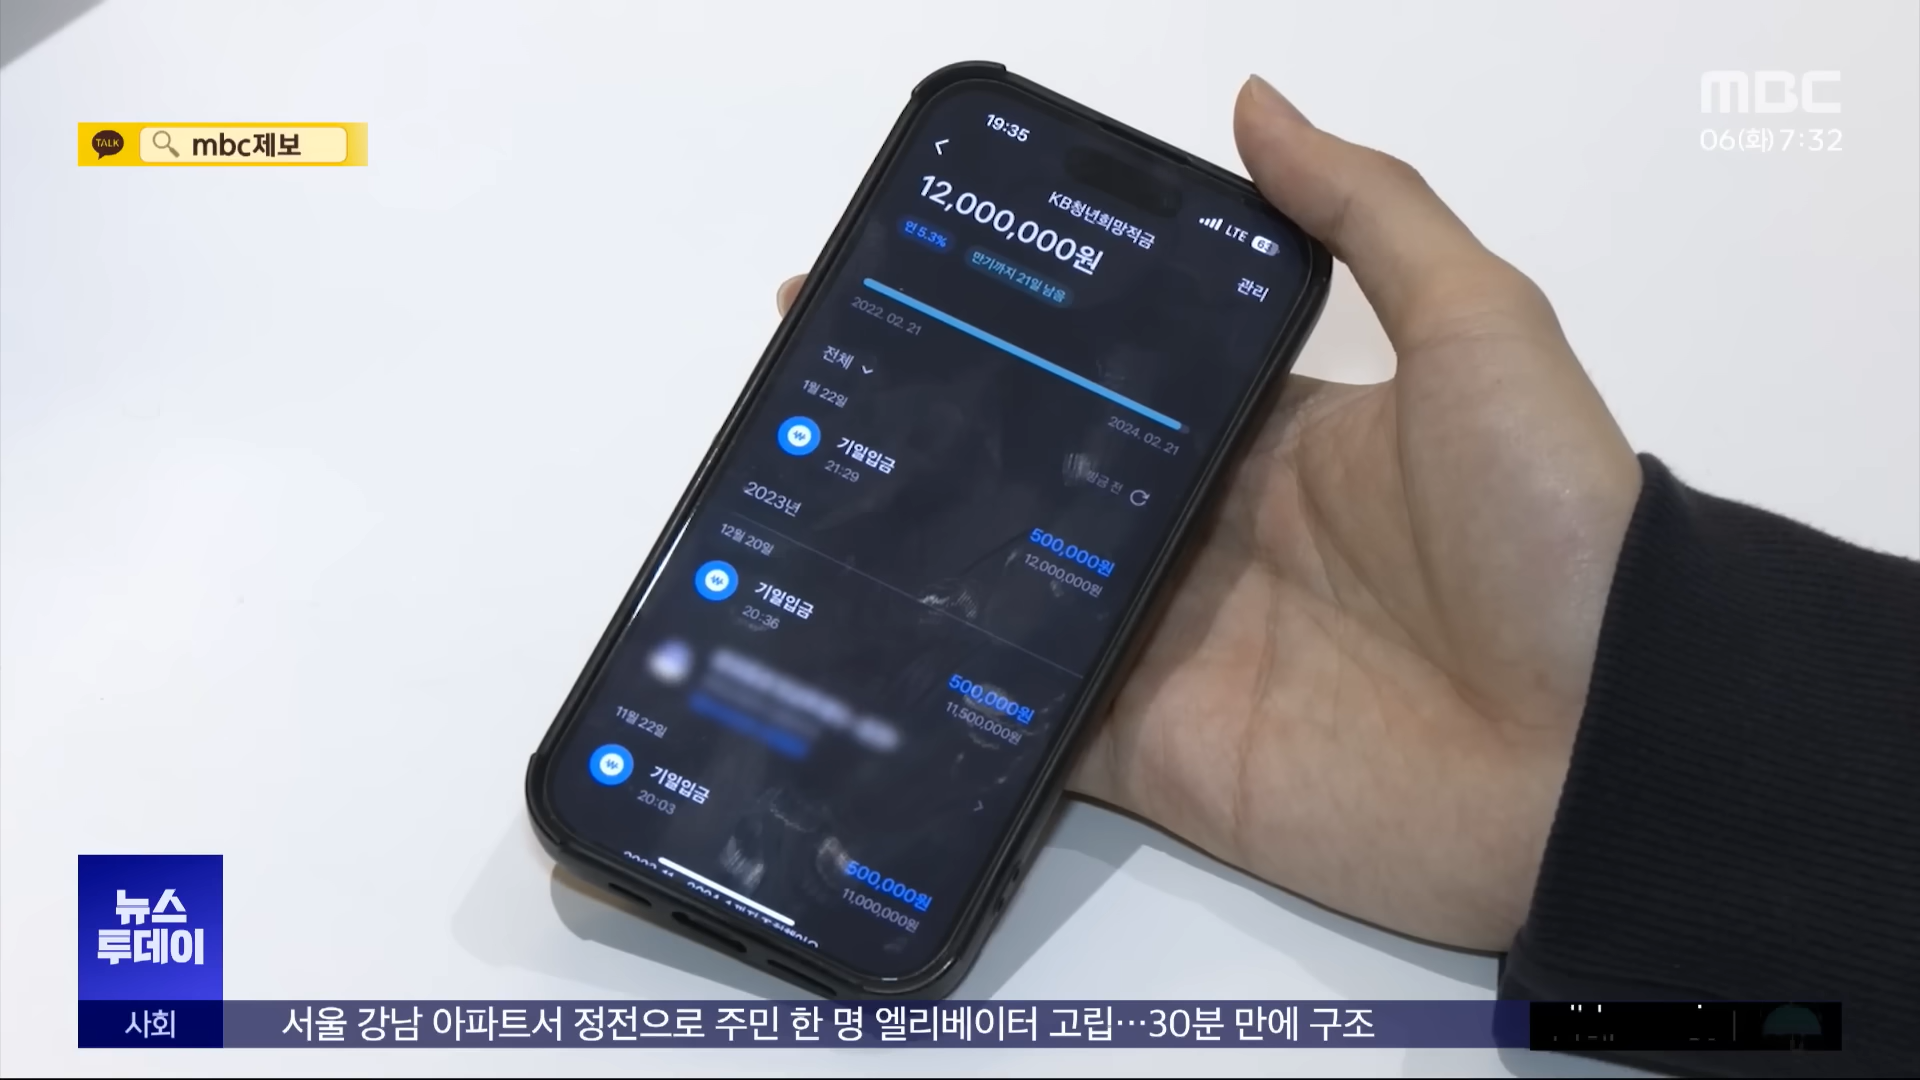 MBC
06(화)7:32
TALK
mbc제보
19:35
LTE 63
KB청년희망적금
12,000,000원
관리
연 5.3%
만기까지 21일 남음
2022. 02. 21
2024. 02. 21
전체
방금 전
1월 22일
기일입금
21:29
500,000원
12,000,000원
2023년
12월 20일
기일입금
20:36
500,000원
11,500,000원
11월 22일
기일입금
20:03
500,000원
11,000,000원
뉴스
투데이
사회
서울 강남 아파트서 정전으로 주민 한 명 엘리베이터 고립…30분 만에 구조